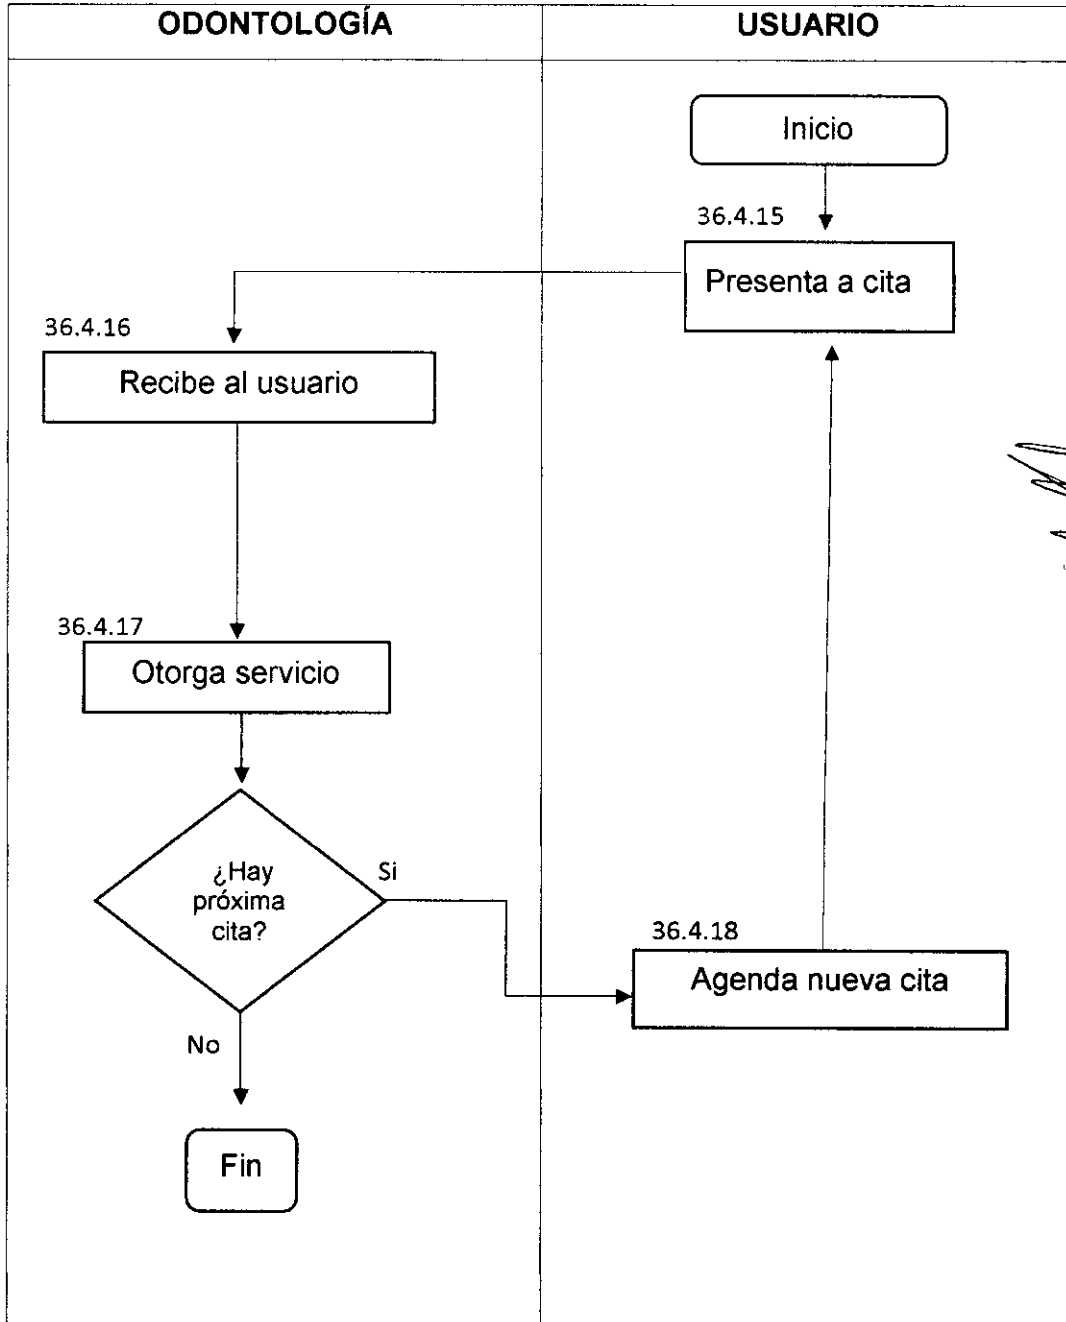 ODONTOLOGÍA
USUARIO
Inicio
36.4.15
Presenta a cita
36.4.16
Recibe al usuario
36.4.17
Otorga servicio
¿Hay
próxima
cita?
Si
36.4.18
Agenda nueva cita
No
Fin